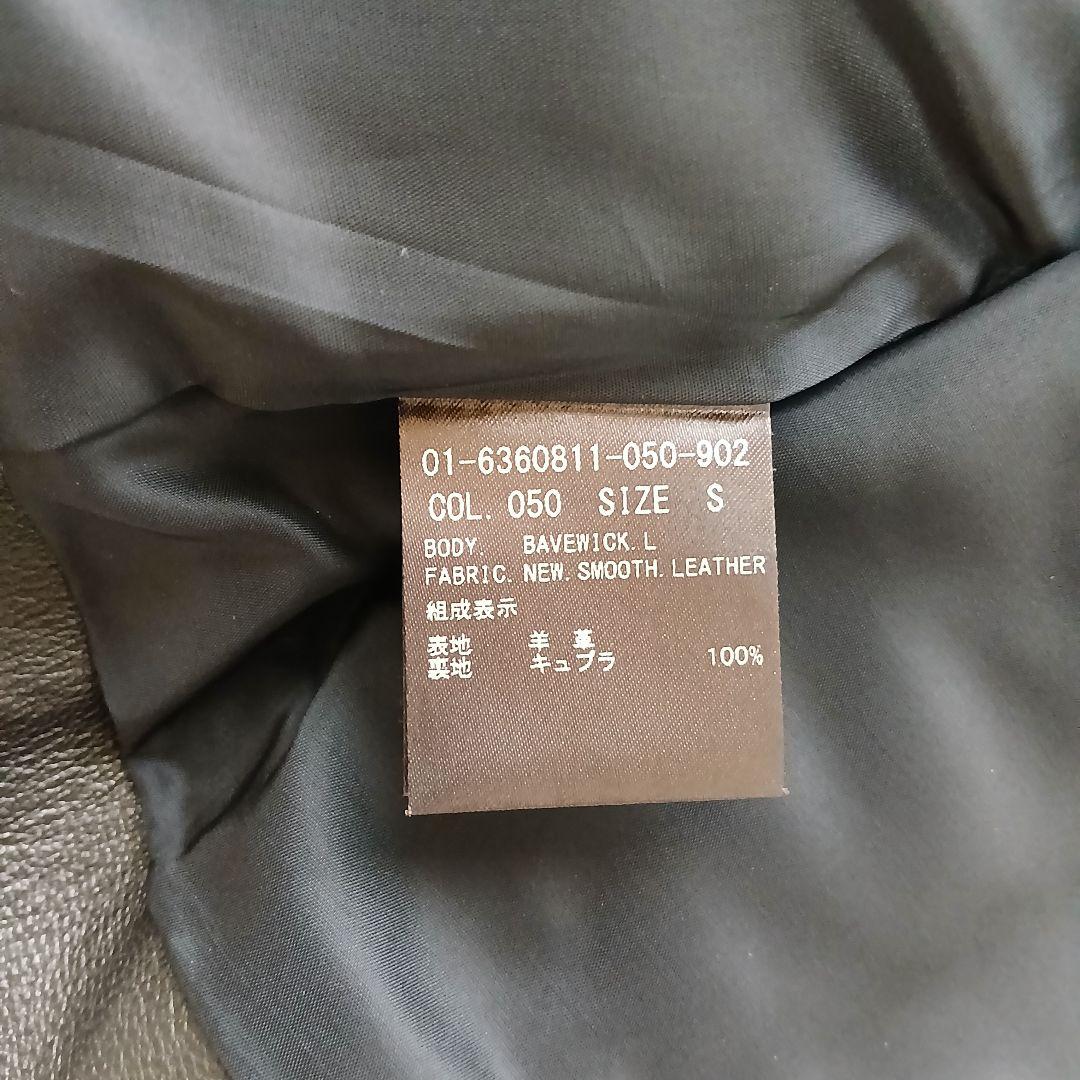 01-6360811-050-902
COL. 050 SIZE S
BODY. BAVEWICK.L
FABRIC. NEW.SMOOTH.LEATHER
組成表示
表地 羊 革
裏地 キュプラ 100%